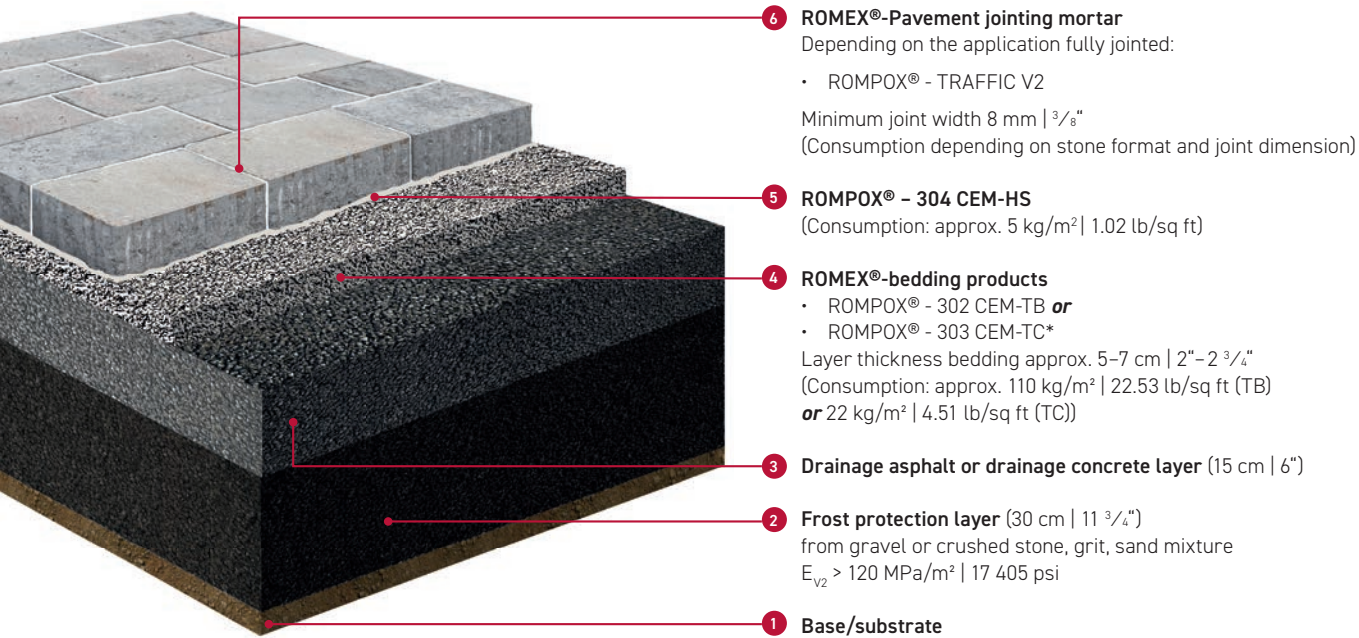 6 ROMEX®-Pavement jointing mortar
Depending on the application fully jointed:
• ROMPOX® - TRAFFIC V2
Minimum joint width 8 mm | 3/8"
(Consumption depending on stone format and joint dimension)
5 ROMPOX® – 304 CEM-HS
(Consumption: approx. 5 kg/m² | 1.02 lb/sq ft)
4 ROMEX®-bedding products
• ROMPOX® - 302 CEM-TB or
• ROMPOX® - 303 CEM-TC*
Layer thickness bedding approx. 5–7 cm | 2"– 2 3/4"
(Consumption: approx. 110 kg/m² | 22.53 lb/sq ft (TB)
or 22 kg/m² | 4.51 lb/sq ft (TC))
3 Drainage asphalt or drainage concrete layer (15 cm | 6")
2 Frost protection layer (30 cm | 11 3/4")
from gravel or crushed stone, grit, sand mixture
EV2 > 120 MPa/m² | 17 405 psi
1 Base/substrate